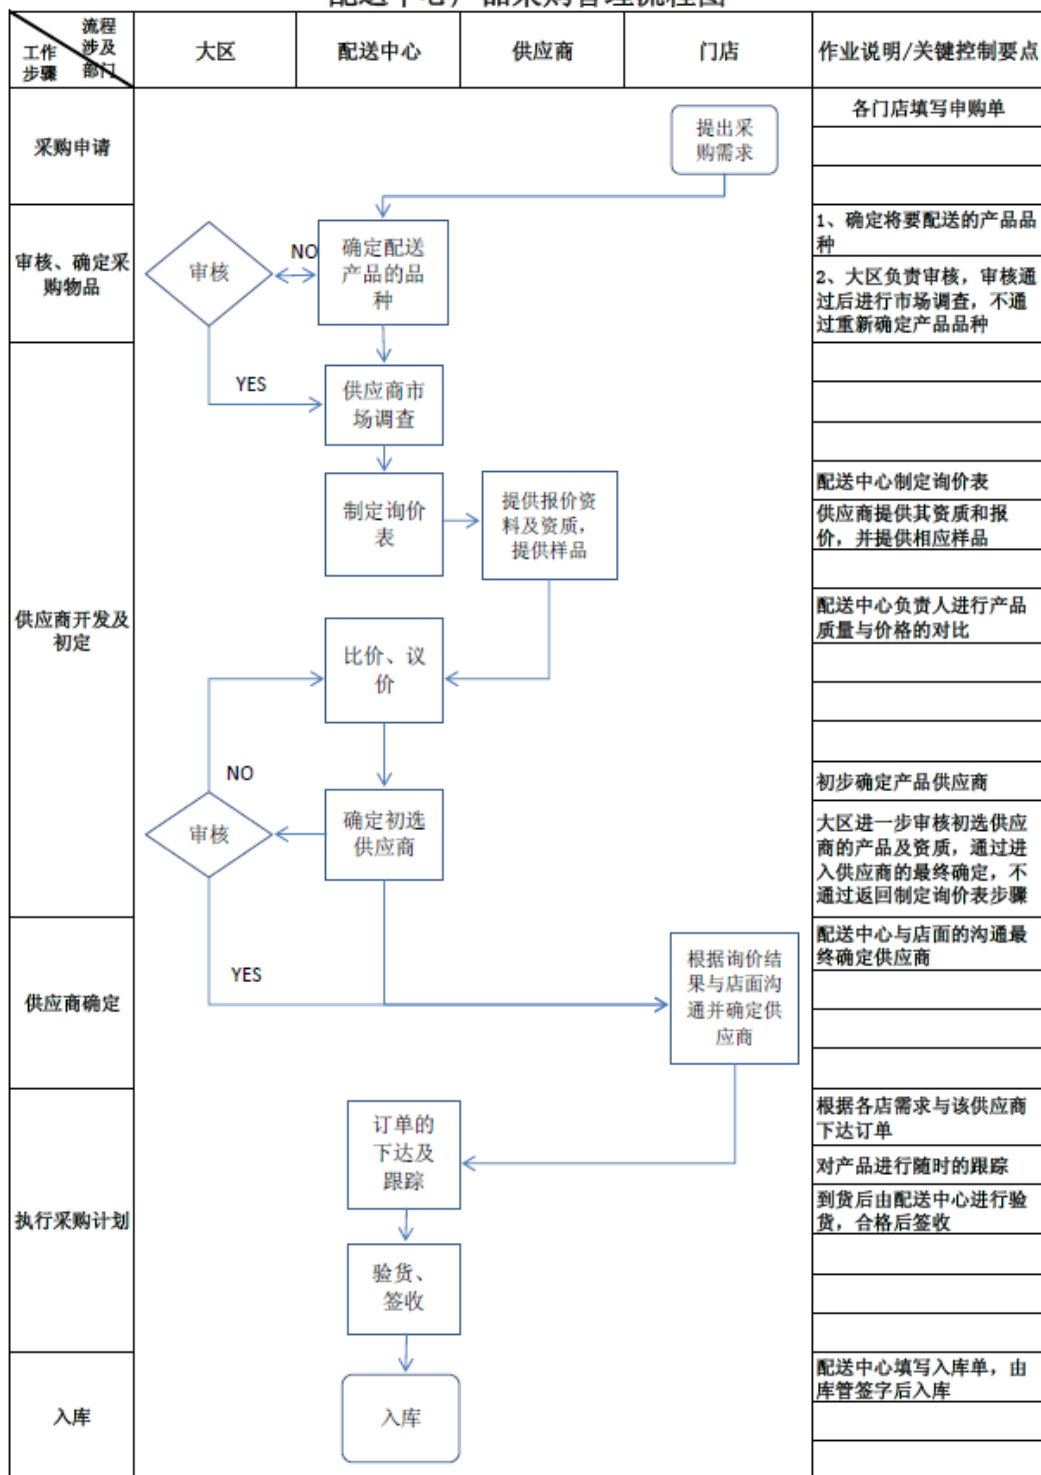 配送中心产品采购管理流程图
流程
涉及
部门
工作
步骤
大区
配送中心
供应商
门店
作业说明/关键控制要点
采购申请
提出采
购需求
各门店填写申购单
审核、确定采
购物品
审核
NO
确定配送
产品的品
种
1、确定将要配送的产品品
种
2、大区负责审核，审核通
过后进行市场调查，不通
过重新确定产品品种
YES
供应商市
场调查
供应商开发及
初定
制定询价
表
提供报价资
料及资质，
提供样品
配送中心制定询价表
供应商提供其资质和报
价，并提供相应样品
比价、议
价
配送中心负责人进行产品
质量与价格的对比
NO
审核
确定初选
供应商
初步确定产品供应商
大区进一步审核初选供应
商的产品及资质，通过进
入供应商的最终确定，不
通过返回制定询价表步骤
供应商确定
YES
根据询价结
果与店面沟
通并确定供
应商
配送中心与店面的沟通最
终确定供应商
执行采购计划
订单的
下达及
跟踪
根据各店需求与该供应商
下达订单
对产品进行随时的跟踪
验货、
签收
到货后由配送中心进行验
货，合格后签收
入库
入库
配送中心填写入库单，由
库管签字后入库